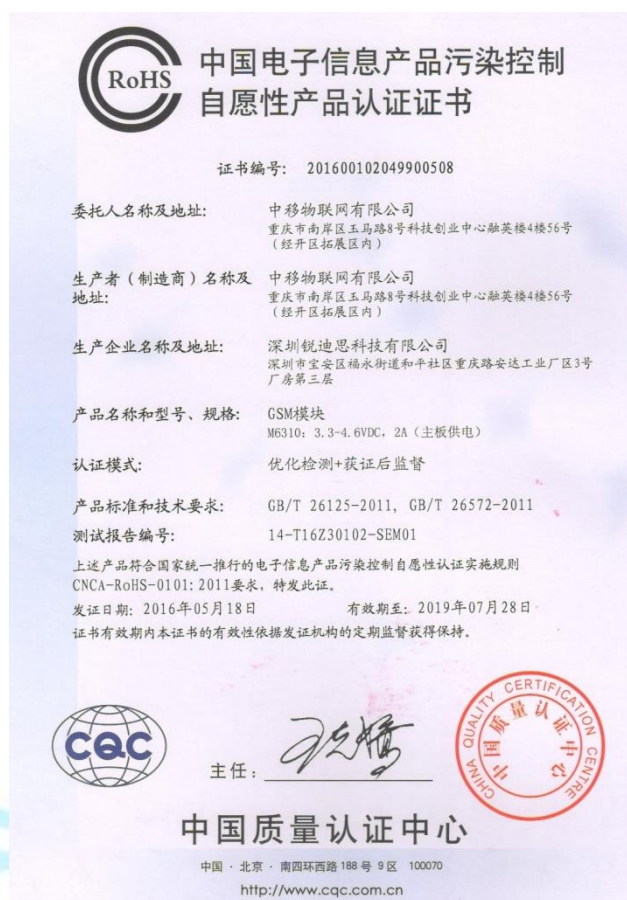 RoHS
中国电子信息产品污染控制
自愿性产品认证证书
证书编号: 201600102049900508
委托人名称及地址: 中移物联网有限公司
重庆市南岸区玉马路8号科技创业中心融英楼4楼56号
(经开区拓展区内)
生产者(制造商)名称及 中移物联网有限公司
地址: 重庆市南岸区玉马路8号科技创业中心融英楼4楼56号
(经开区拓展区内)
生产企业名称及地址: 深圳锐迪思科技有限公司
深圳市宝安区福永街道和平社区重庆路安达工业厂区3号
厂房第三层
产品名称和型号、规格: GSM模块
M6310: 3.3-4.6VDC, 2A(主板供电)
认证模式: 优化检测+获证后监督
产品标准和技术要求: GB/T 26125-2011, GB/T 26572-2011
测试报告编号: 14-T16Z30102-SEM01
上述产品符合国家统一推行的电子信息产品污染控制自愿性认证实施规则
CNCA-RoHS-0101: 2011要求, 特发此证。
发证日期: 2016年05月18日 有效期至: 2019年07月28日
证书有效期内本证书的有效性依据发证机构的定期监督获得保持。
CQC
主任:
CHINA QUALITY CERTIFICATION CENTRE
中国质量认证中心
中国质量认证中心
中国 · 北京 · 南四环西路 188 号 9 区 100070
http://www.cqc.com.cn